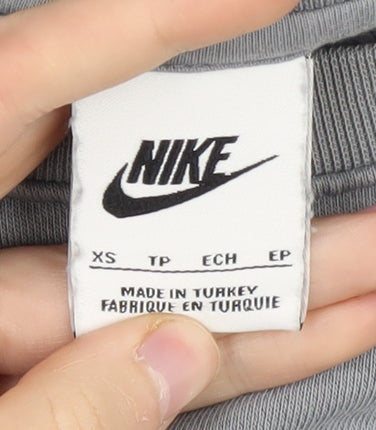 NIKE
XS TP ECH EP
MADE IN TURKEY
FABRIQUE EN TURQUIE